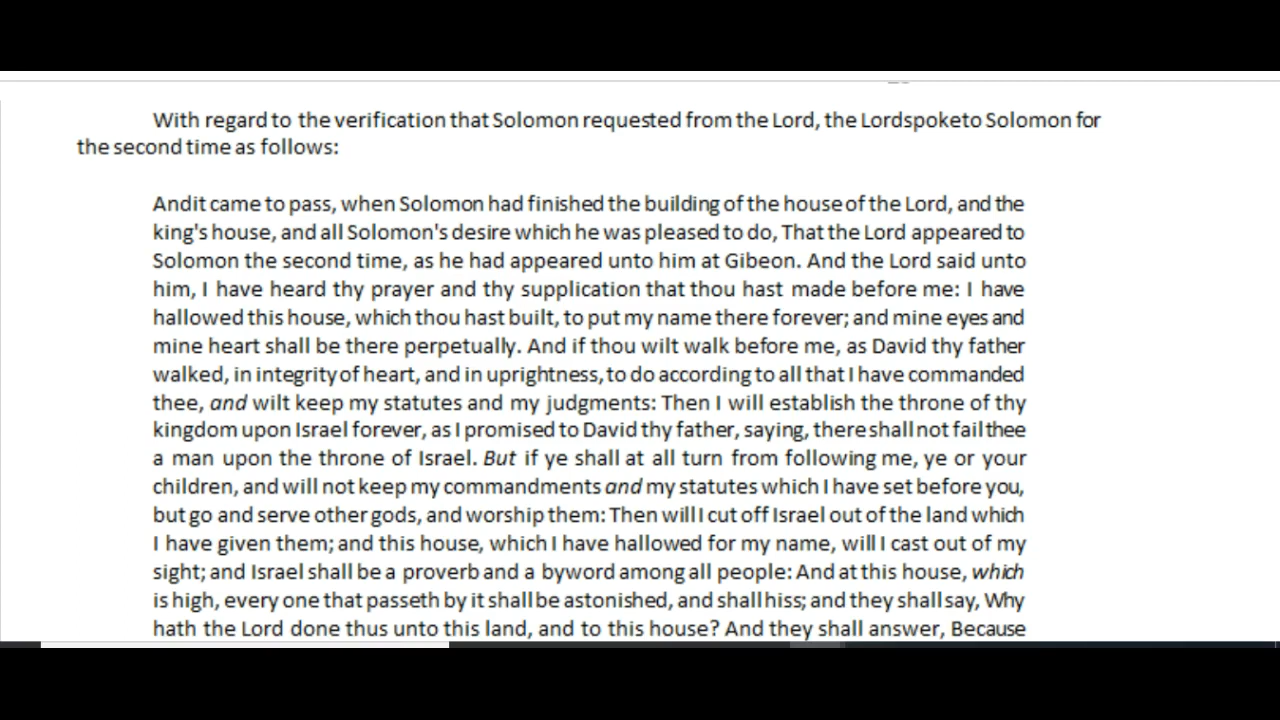 With regard to the verification that Solomon requested from the Lord, the Lordspoketo Solomon for
the second time as follows:
Andit came to pass, when Solomon had finished the building of the house of the Lord, and the
king's house, and all Solomon's desire which he was pleased to do, That the Lord appeared to
Solomon the second time, as he had appeared unto him at Gibeon. And the Lord said unto
him, I have heard thy prayer and thy supplication that thou hast made before me: I have
hallowed this house, which thou hast built, to put my name there forever; and mine eyes and
mine heart shall be there perpetually. And if thou wilt walk before me, as David thy father
walked, in integrity of heart, and in uprightness, to do according to all that I have commanded
thee, and wilt keep my statutes and my judgments: Then I will establish the throne of thy
kingdom upon Israel forever, as I promised to David thy father, saying, there shall not fail thee
a man upon the throne of Israel. But if ye shall at all turn from following me, ye or your
children, and will not keep my commandments and my statutes which I have set before you,
but go and serve other gods, and worship them: Then will I cut off Israel out of the land which
I have given them; and this house, which I have hallowed for my name, will I cast out of my
sight; and Israel shall be a proverb and a byword among all people: And at this house, which
is high, every one that passeth by it shall be astonished, and shall hiss; and they shall say, Why
hath the Lord done thus unto this land, and to this house? And they shall answer, Because